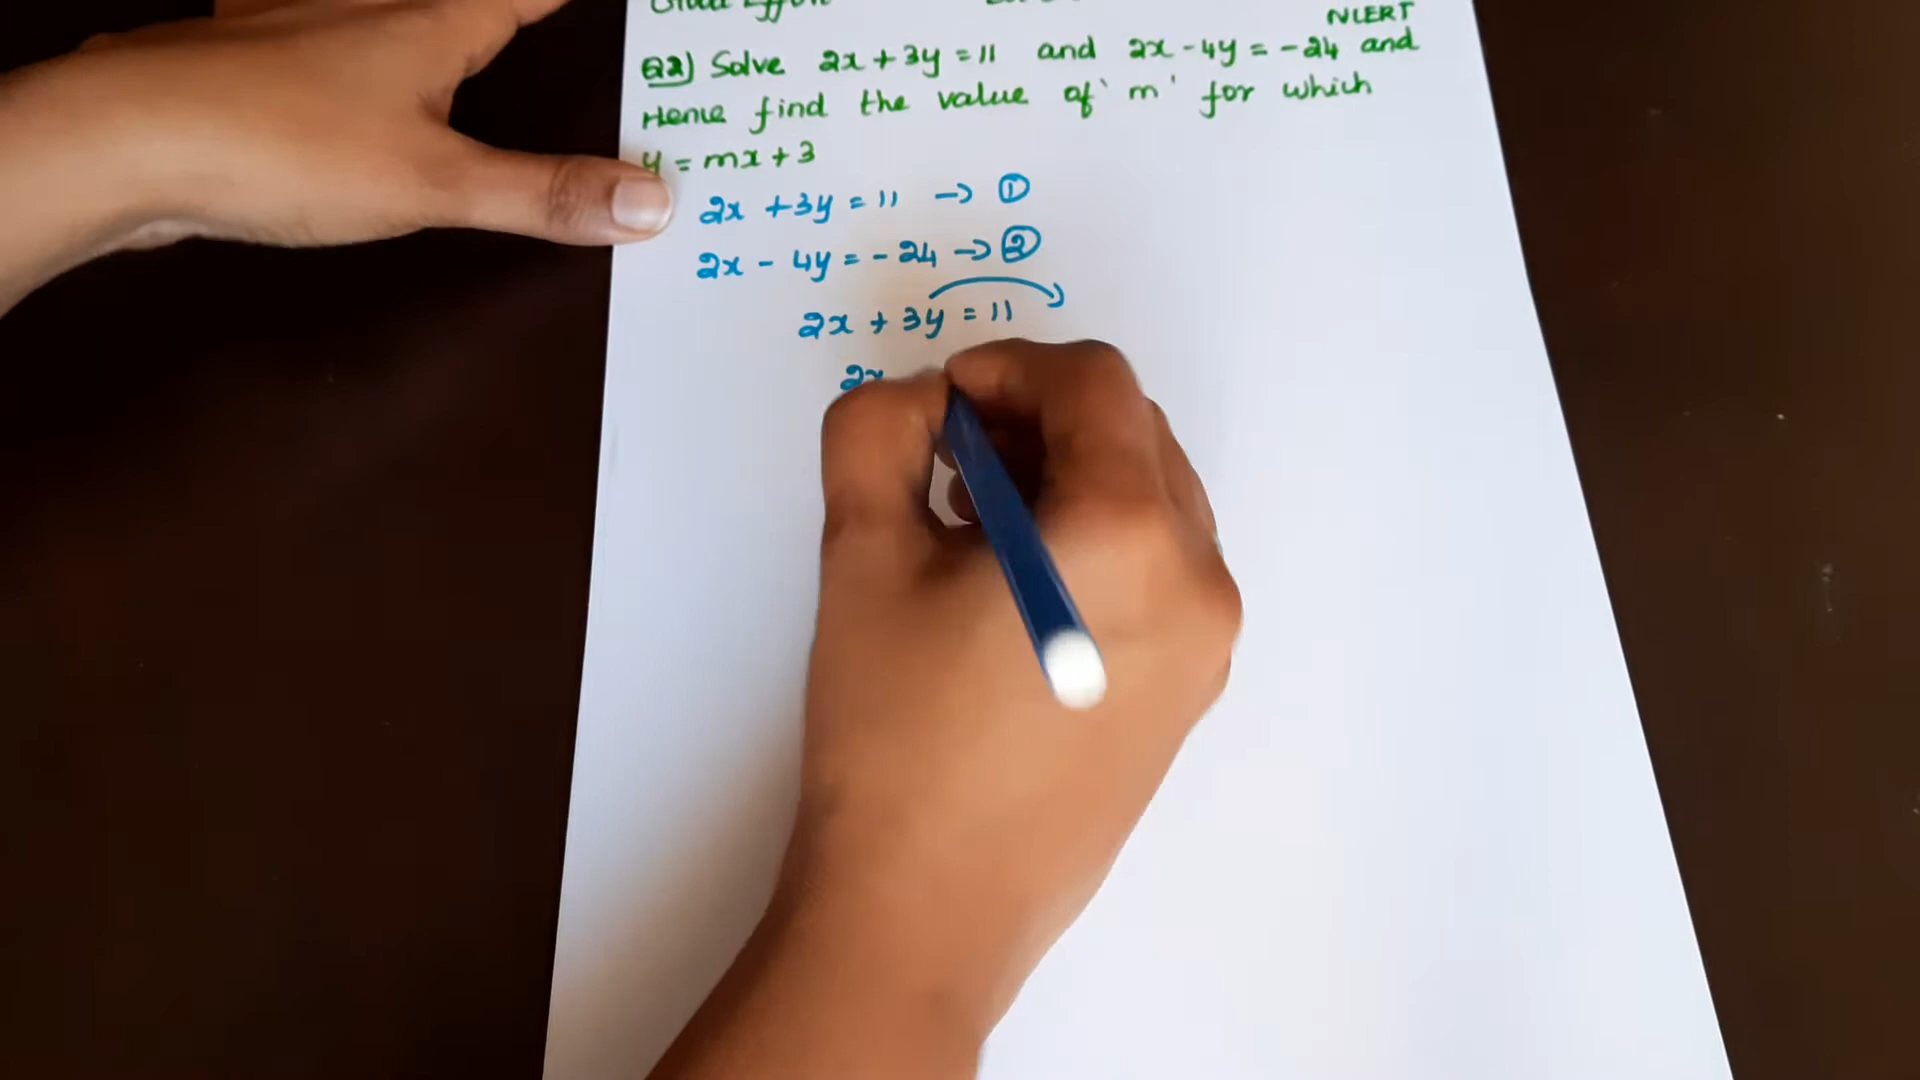 NCERT
Q2) Solve 2x + 3y = 11 and 2x - 4y = - 24 and
Hence find the value of 'm' for which
y = mx + 3
2x + 3y = 11 → ①
2x - 4y = - 24 → ②
2x + 3y = 11
2x